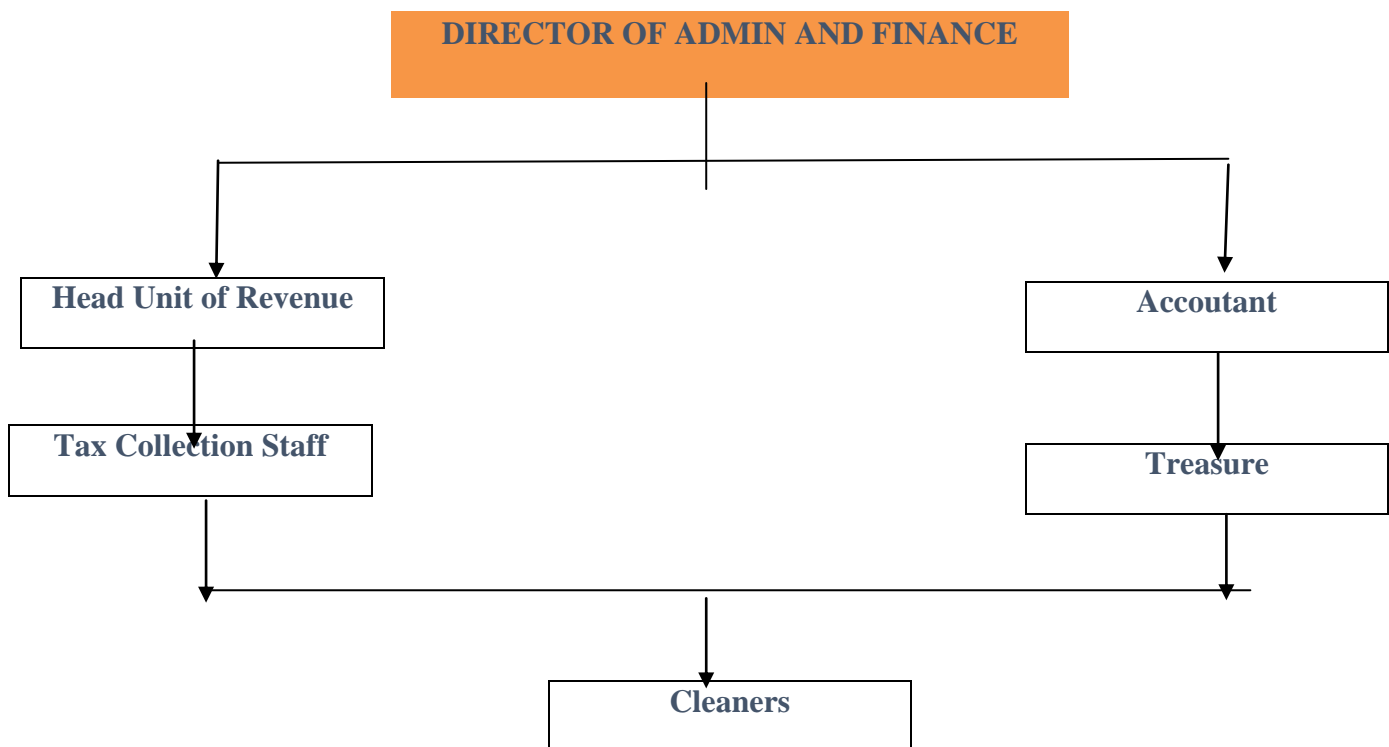 DIRECTOR OF ADMIN AND FINANCE
Head Unit of Revenue
Accoutant
Tax Collection Staff
Treasure
Cleaners